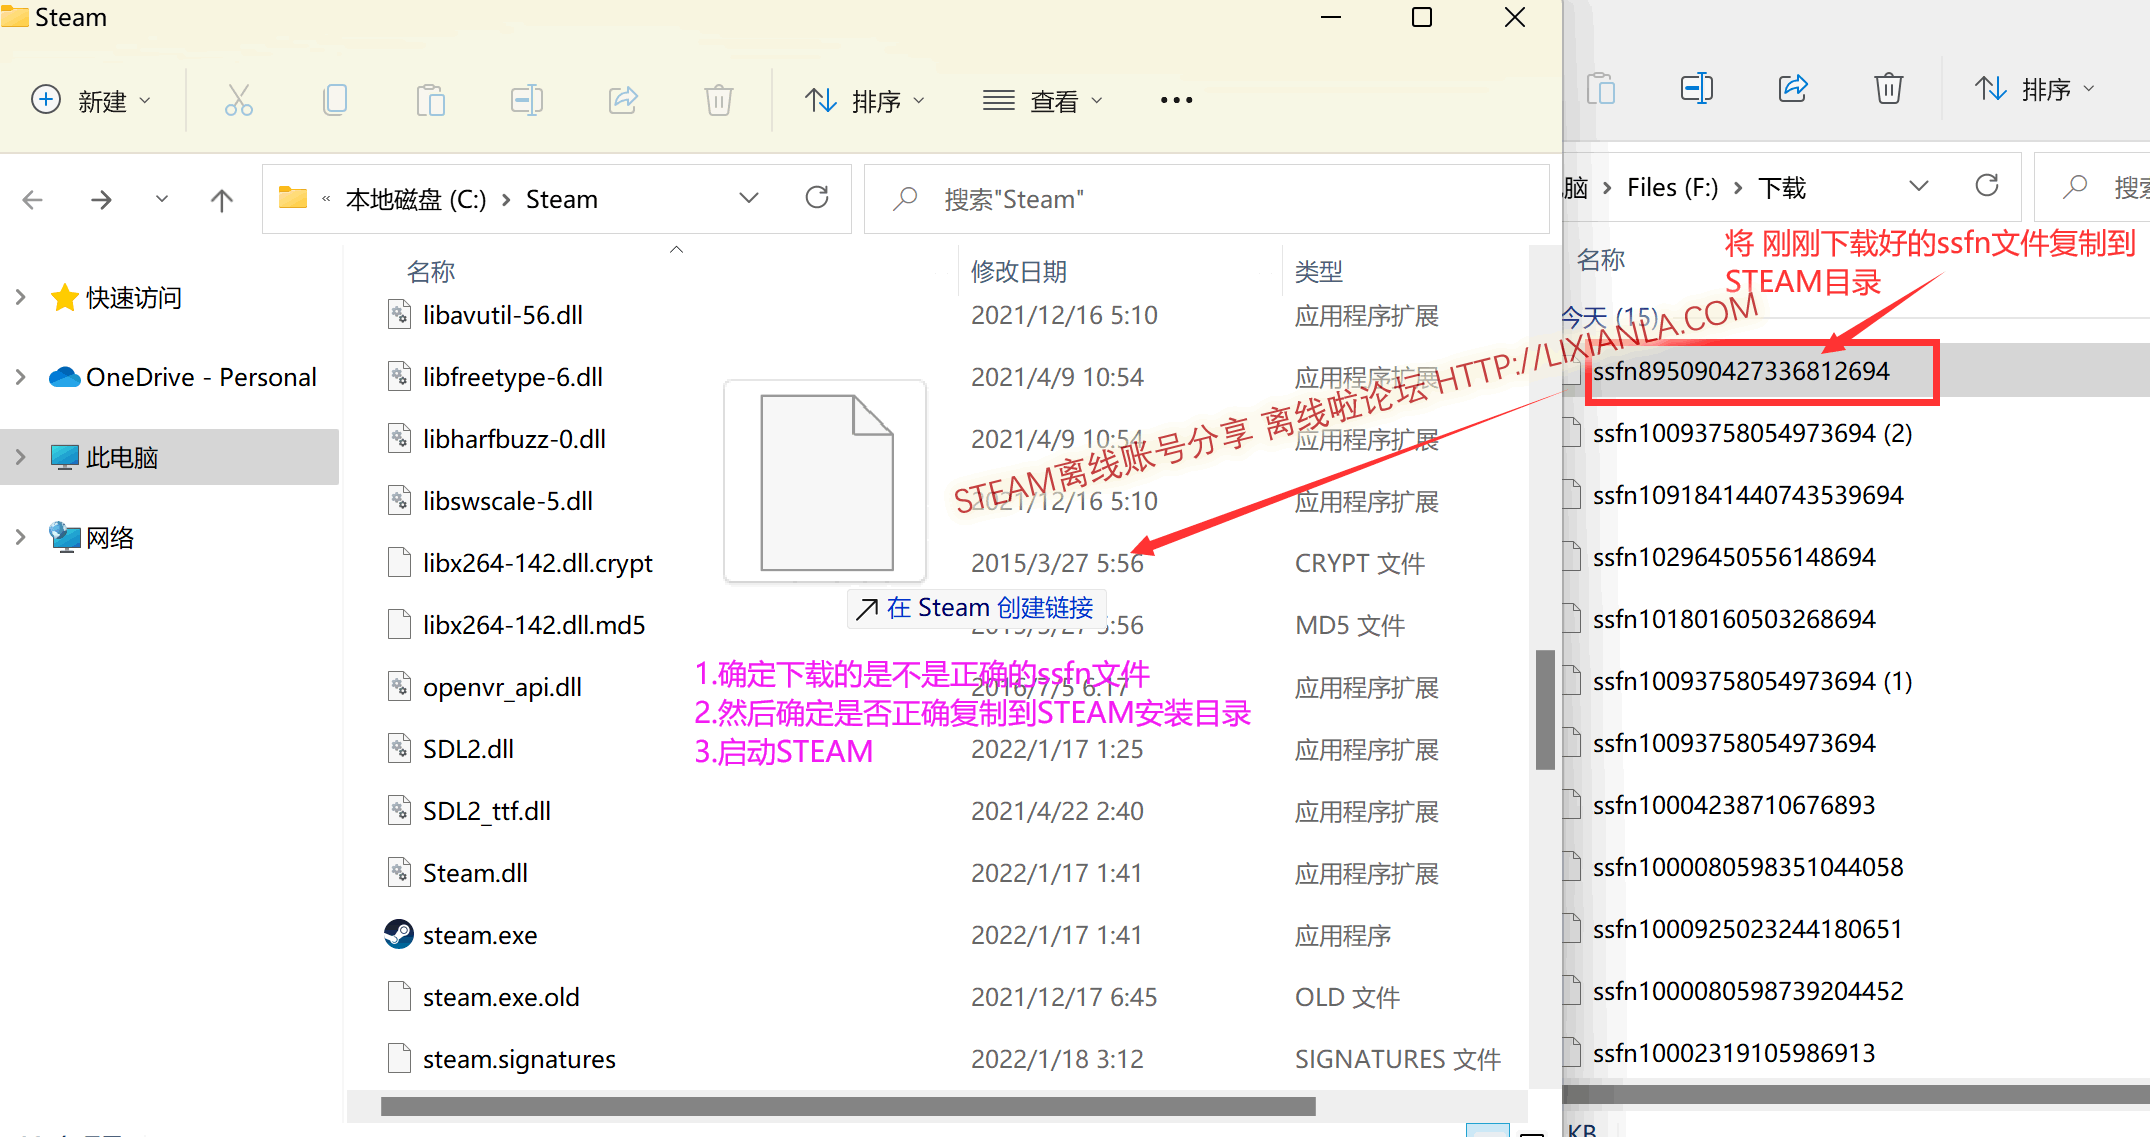 Steam
新建
排序
查看
排序
« 本地磁盘 (C:) › Steam
搜索"Steam"
脑 › Files (F:) › 下载
快速访问
OneDrive - Personal
此电脑
网络
名称 修改日期 类型
libavutil-56.dll 2021/12/16 5:10 应用程序扩展
libfreetype-6.dll 2021/4/9 10:54 应用程序扩展
libharfbuzz-0.dll 2021/4/9 10:54 应用程序扩展
libswscale-5.dll 2021/12/16 5:10 应用程序扩展
libx264-142.dll.crypt 2015/3/27 5:56 CRYPT 文件
libx264-142.dll.md5 2015/3/27 5:56 MD5 文件
openvr_api.dll 2016/7/5 6:17 应用程序扩展
SDL2.dll 2022/1/17 1:25 应用程序扩展
SDL2_ttf.dll 2021/4/22 2:40 应用程序扩展
Steam.dll 2022/1/17 1:41 应用程序扩展
steam.exe 2022/1/17 1:41 应用程序
steam.exe.old 2021/12/17 6:45 OLD 文件
steam.signatures 2022/1/18 3:12 SIGNATURES 文件
在 Steam 创建链接
1.确定下载的是不是正确的ssfn文件
2.然后确定是否正确复制到STEAM安装目录
3.启动STEAM
STEAM离线账号分享 离线啦论坛 HTTP://LIXIANLA.COM
将 刚刚下载好的ssfn文件复制到
STEAM目录
名称
今天 (15)
ssfn895090427336812694
ssfn10093758054973694 (2)
ssfn1091841440743539694
ssfn10296450556148694
ssfn10180160503268694
ssfn10093758054973694 (1)
ssfn10093758054973694
ssfn10004238710676893
ssfn1000080598351044058
ssfn1000925023244180651
ssfn1000080598739204452
ssfn10002319105986913
KB